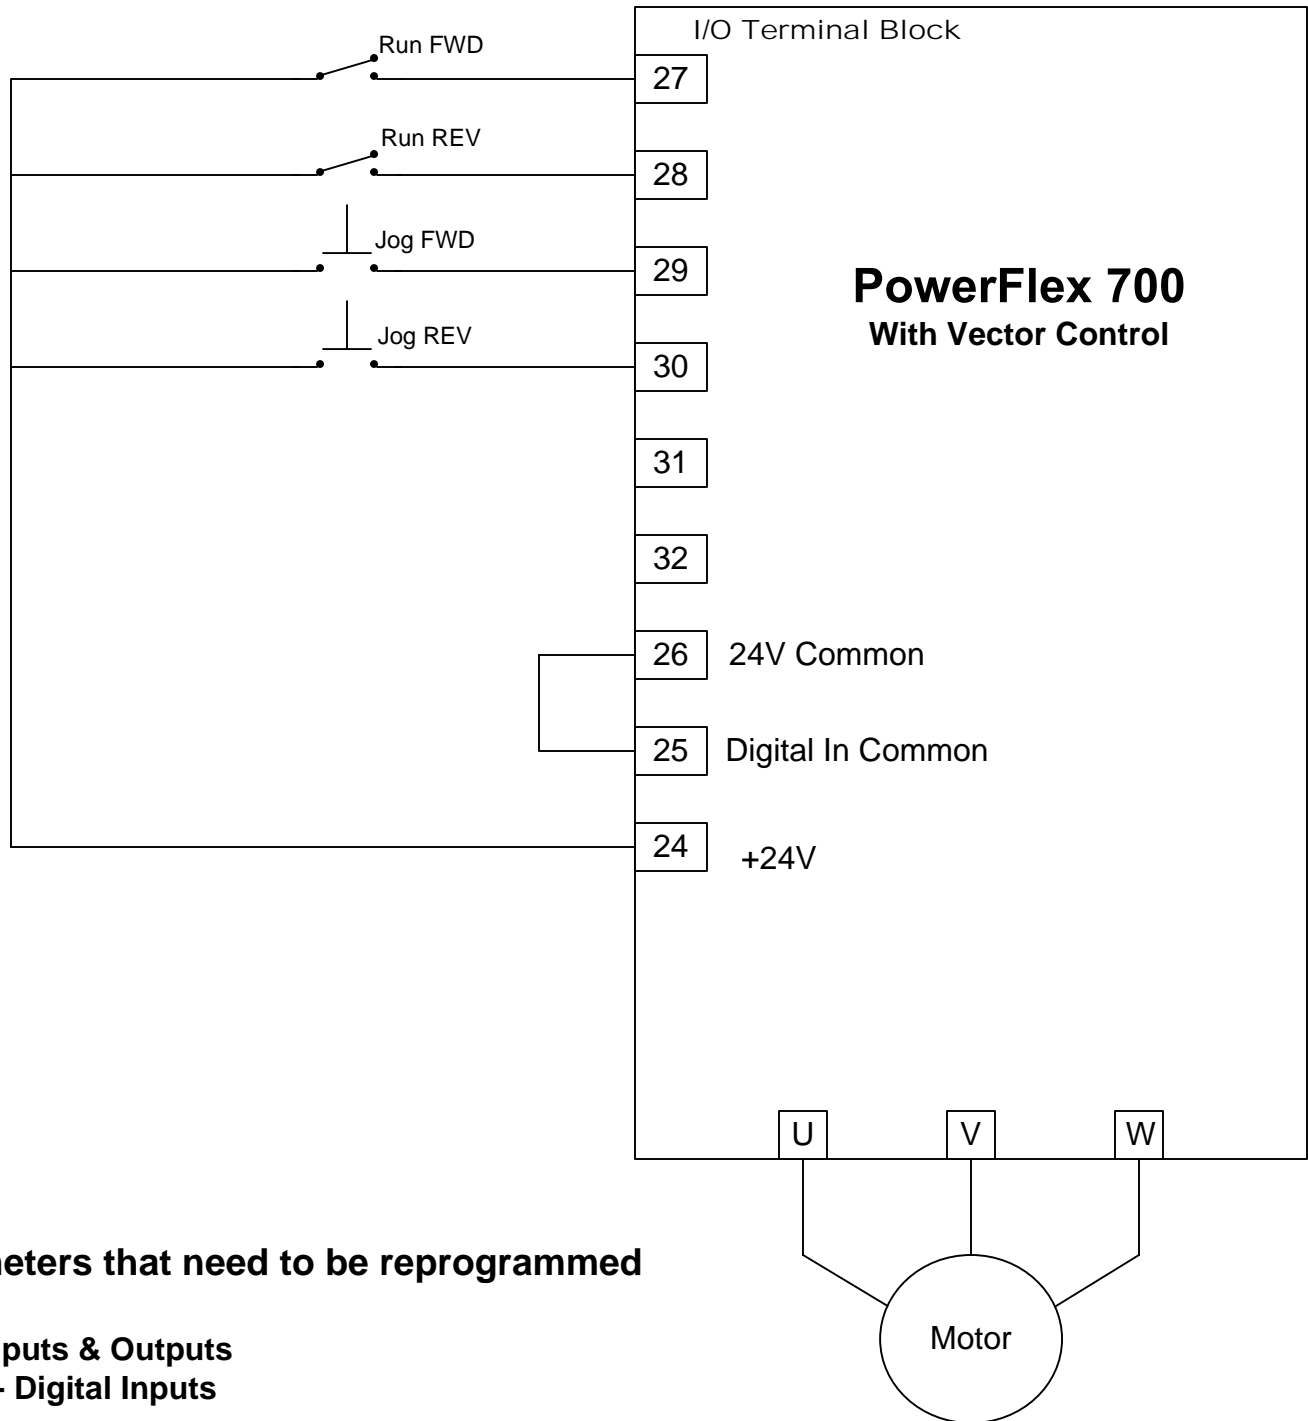 I/O Terminal Block
Run FWD
27
Run REV
28
Jog FWD
29
PowerFlex 700
With Vector Control
Jog REV
30
31
32
26 24V Common
25 Digital In Common
24 +24V
U V W
that need to be reprogrammed
& Outputs
- Digital Inputs
Motor